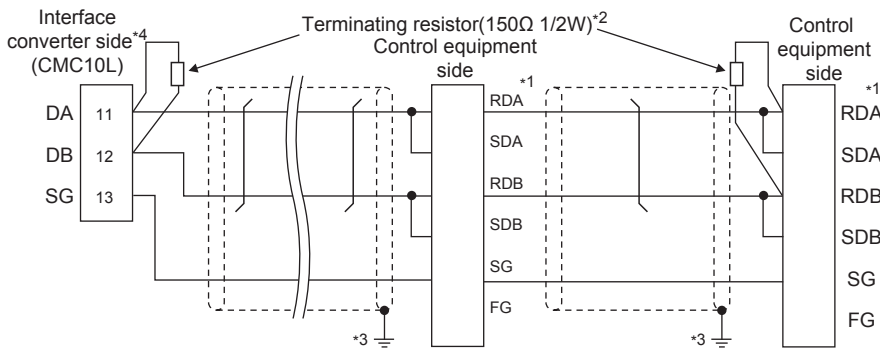 Interface
converter side*4
(CMC10L)
Terminating resistor(150Ω 1/2W)*2
Control equipment
side
*1
Control
equipment
side
*1
DA 11
DB 12
SG 13
RDA
SDA
RDB
SDB
SG
FG
RDA
SDA
RDB
SDB
SG
FG
*3
*3